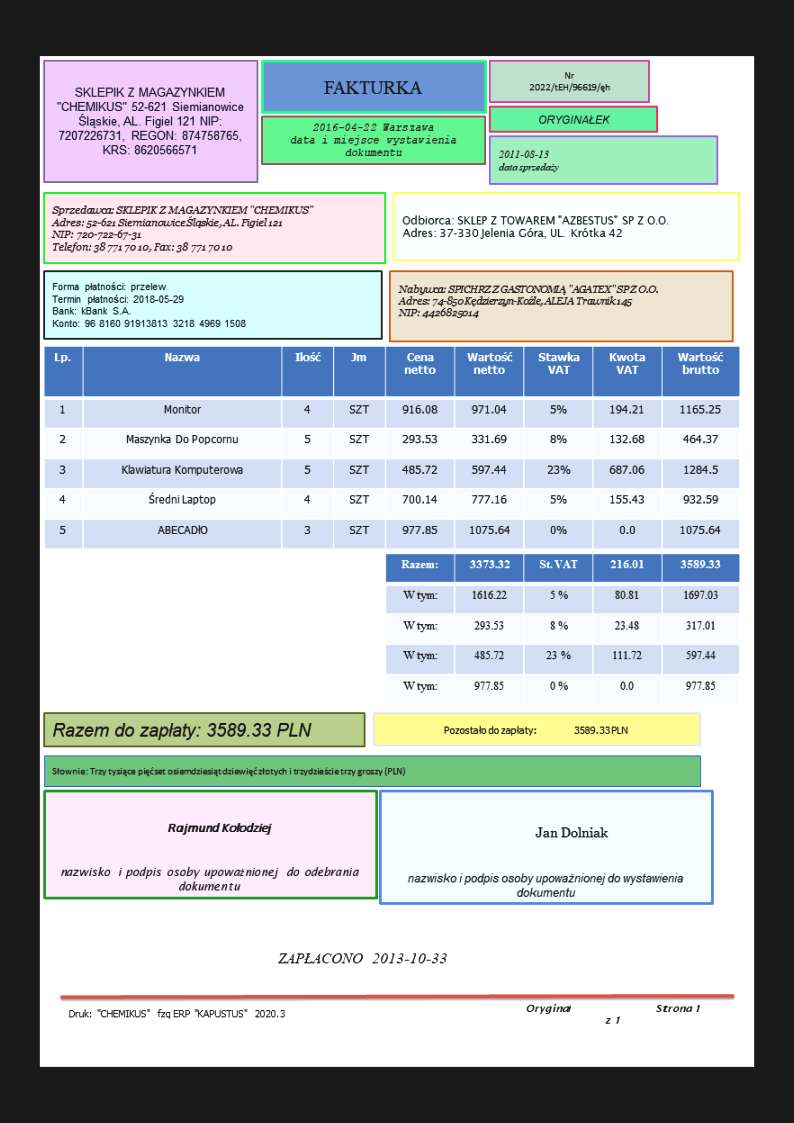 SKLEPIK Z MAGAZYNKIEM
"CHEMIKUS" 52-621 Siemianowice
Śląskie, AL. Figiel 121 NIP:
7207226731, REGON: 874758765,
KRS: 8620566571
FAKTURKA
2016-04-22 Warszawa
data i miejsce wystawienia
dokumentu
Nr
2022/tEH/96619/qh
ORYGINAŁEK
2011-08-13
data sprzedaży
Sprzedawca: SKLEPIK Z MAGAZYNKIEM "CHEMIKUS"
Adres: 52-621 Siemianowice Śląskie, AL. Figiel 121
NIP: 720-722-67-31
Telefon: 38 771 70 10, Fax: 38 771 70 10
Odbiorca: SKLEP Z TOWAREM "AZBESTUS" SP Z O.O.
Adres: 37-330 Jelenia Góra, UL. Krótka 42
Forma płatności: przelew
Termin płatności: 2018-05-29
Bank: kBank S.A.
Konto: 96 8160 91913813 3218 4969 1508
Nabywca: SPICHRZ Z GASTONOMIĄ "AGATEX" SP Z O.O.
Adres: 74-850 Kędzierzyn-Koźle, ALEJA Trawnik 145
NIP: 4426825014
Lp. Nazwa Ilość Jm Cena netto Wartość netto Stawka VAT Kwota VAT Wartość brutto
1 Monitor 4 SZT 916.08 971.04 5% 194.21 1165.25
2 Maszynka Do Popcornu 5 SZT 293.53 331.69 8% 132.68 464.37
3 Klawiatura Komputerowa 5 SZT 485.72 597.44 23% 687.06 1284.5
4 Średni Laptop 4 SZT 700.14 777.16 5% 155.43 932.59
5 ABECADŁO 3 SZT 977.85 1075.64 0% 0.0 1075.64
Razem: 3373.32 St. VAT 216.01 3589.33
W tym: 1616.22 5 % 80.81 1697.03
W tym: 293.53 8 % 23.48 317.01
W tym: 485.72 23 % 111.72 597.44
W tym: 977.85 0 % 0.0 977.85
Razem do zapłaty: 3589.33 PLN
Pozostało do zapłaty: 3589.33 PLN
Słownie: Trzy tysiące pięćset osiemdziesiąt dziewięć złotych i trzydzieście trzy groszy (PLN)
Rajmund Kołodziej
nazwisko i podpis osoby upoważnionej do odebrania
dokumentu
Jan Dolniak
nazwisko i podpis osoby upoważnionej do wystawienia
dokumentu
ZAPŁACONO 2013-10-33
Druk: "CHEMIKUS" fzq ERP "KAPUSTUS" 2020.3
Oryginał Strona 1
z 1